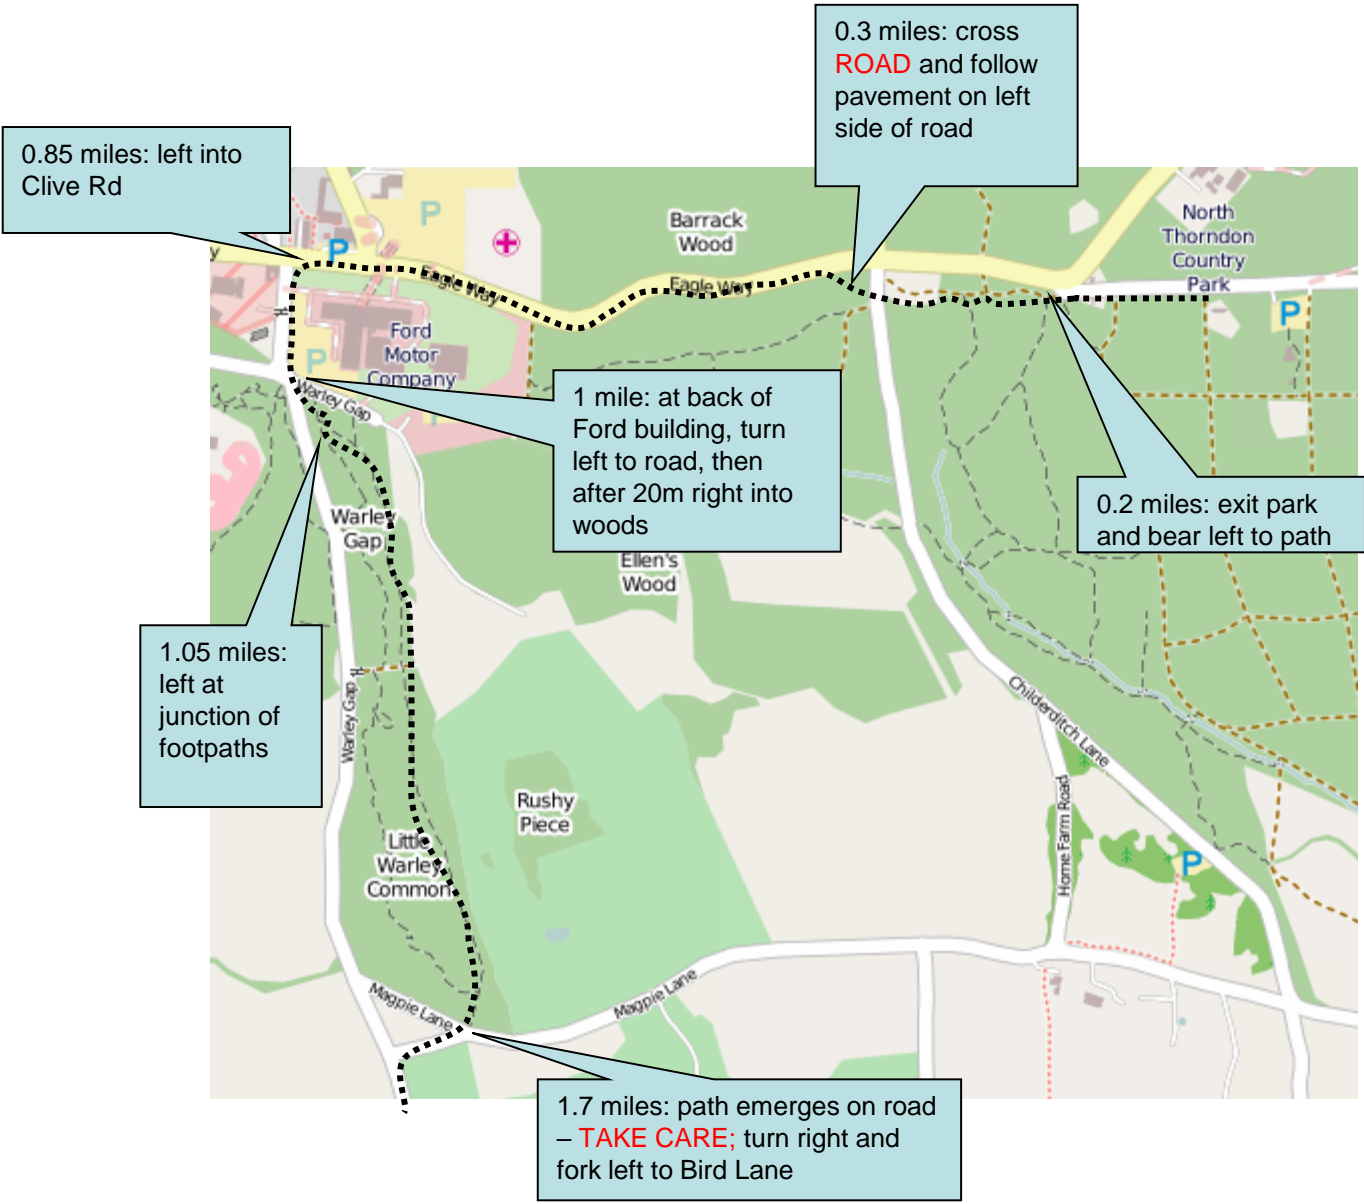 0.3 miles: cross
ROAD and follow
pavement on left
side of road
0.85 miles: left into
Clive Rd
P
P
Barrack
Wood
North
Thorndon
Country
Park
Eagle Way
Eagle Way
P
Ford
Motor
Company
P
Warley Gap
1 mile: at back of
Ford building, turn
left to road, then
after 20m right into
woods
0.2 miles: exit park
and bear left to path
Warley
Gap
Ellen's
Wood
1.05 miles:
left at
junction of
footpaths
Warley Gap
Childerditch Lane
Rushy
Piece
Home Farm Road
Little
Warley
Common
P
Magpie Lane
Magpie Lane
1.7 miles: path emerges on road
– TAKE CARE; turn right and
fork left to Bird Lane